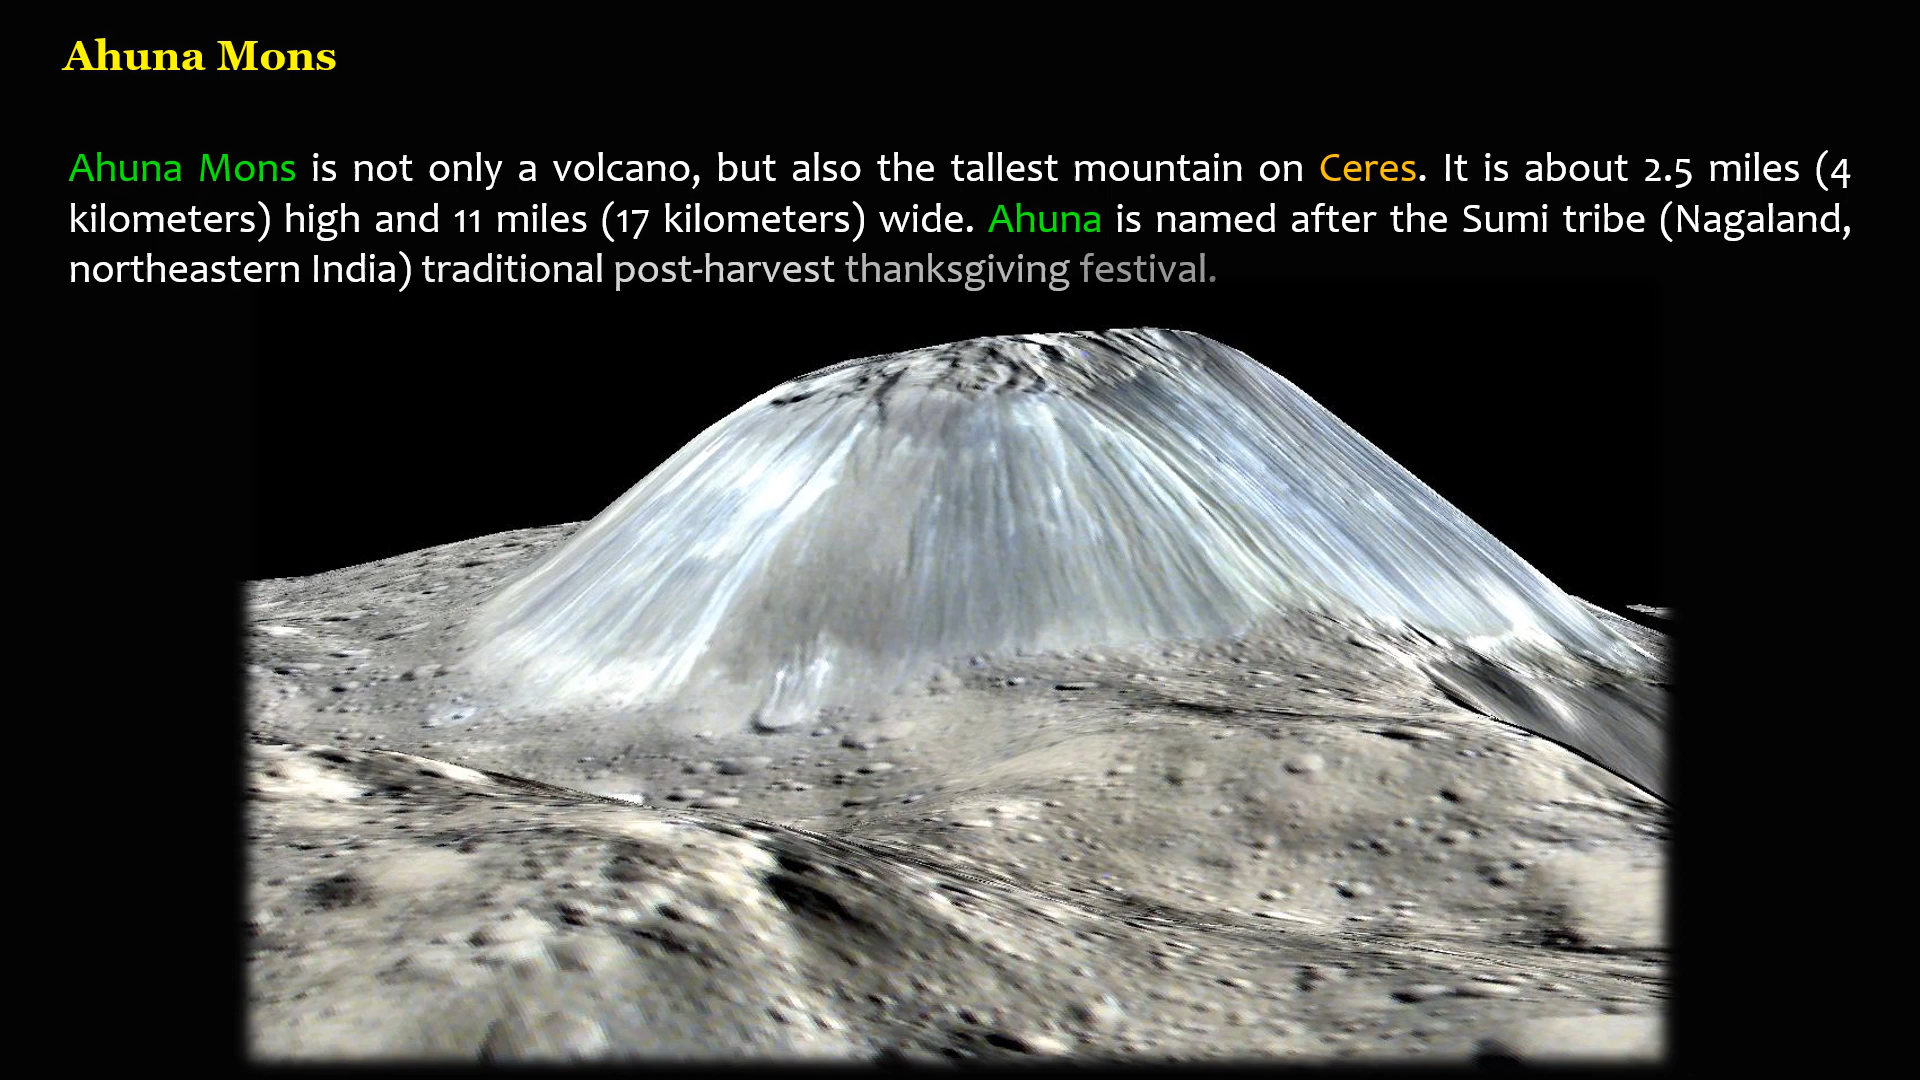 Ahuna Mons
Ahuna Mons is not only a volcano, but also the tallest mountain on Ceres. It is about 2.5 miles (4
kilometers) high and 11 miles (17 kilometers) wide. Ahuna is named after the Sumi tribe (Nagaland,
northeastern India) traditional post-harvest thanksgiving festival.